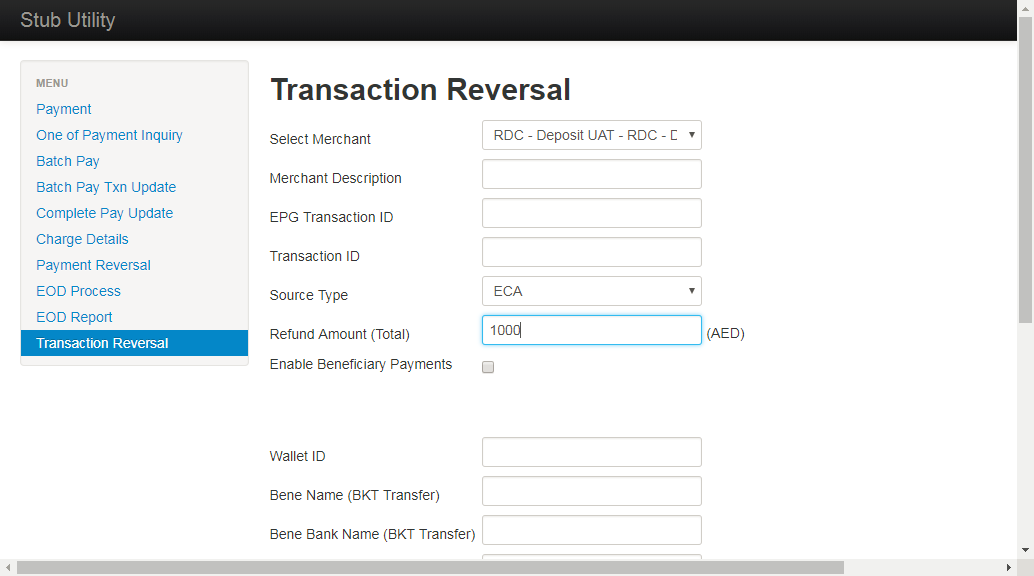 Stub Utility
MENU
Payment
One of Payment Inquiry
Batch Pay
Batch Pay Txn Update
Complete Pay Update
Charge Details
Payment Reversal
EOD Process
EOD Report
Transaction Reversal
Transaction Reversal
Select Merchant RDC - Deposit UAT - RDC - D
Merchant Description
EPG Transaction ID
Transaction ID
Source Type ECA
Refund Amount (Total) 1000 (AED)
Enable Beneficiary Payments
Wallet ID
Bene Name (BKT Transfer)
Bene Bank Name (BKT Transfer)